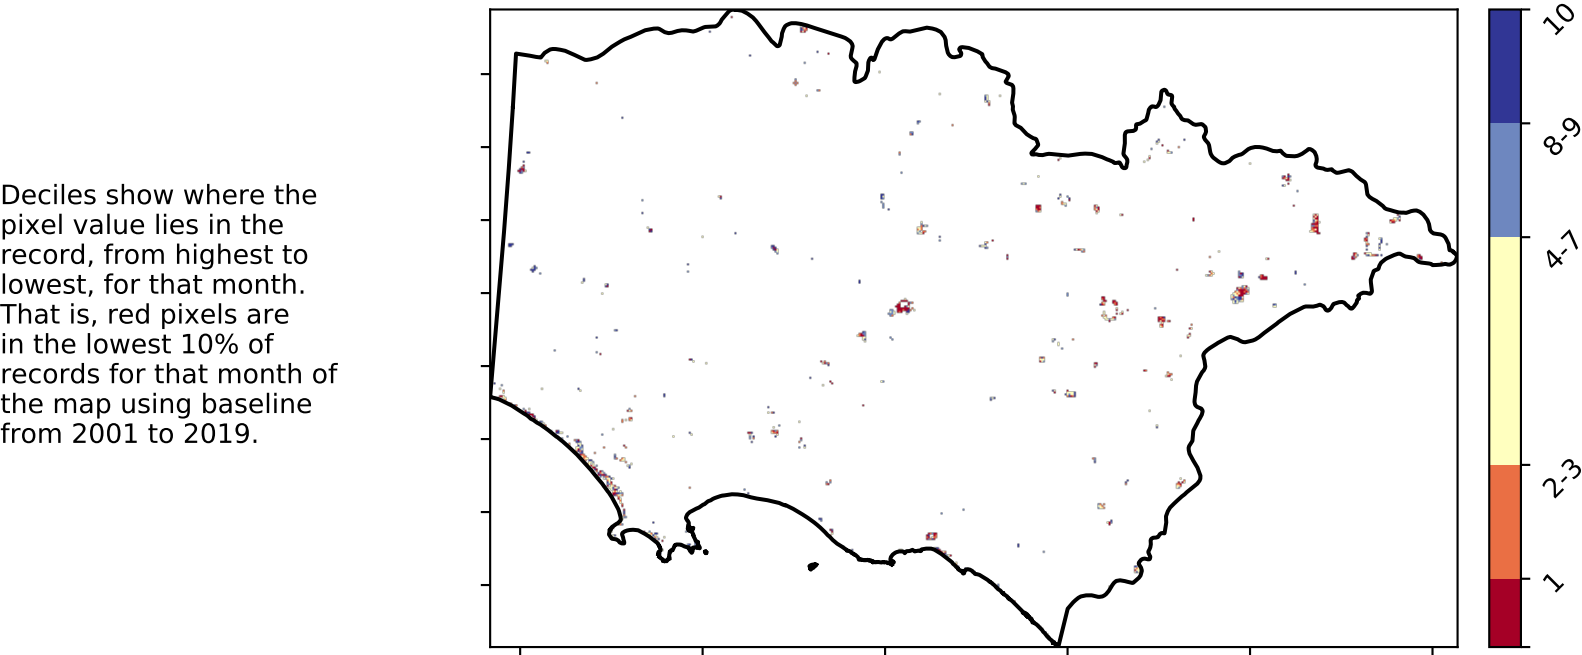 Deciles show where the
pixel value lies in the
record, from highest to
lowest, for that month.
That is, red pixels are
in the lowest 10% of
records for that month of
the map using baseline
from 2001 to 2019.
10
8-9
4-7
2-3
1